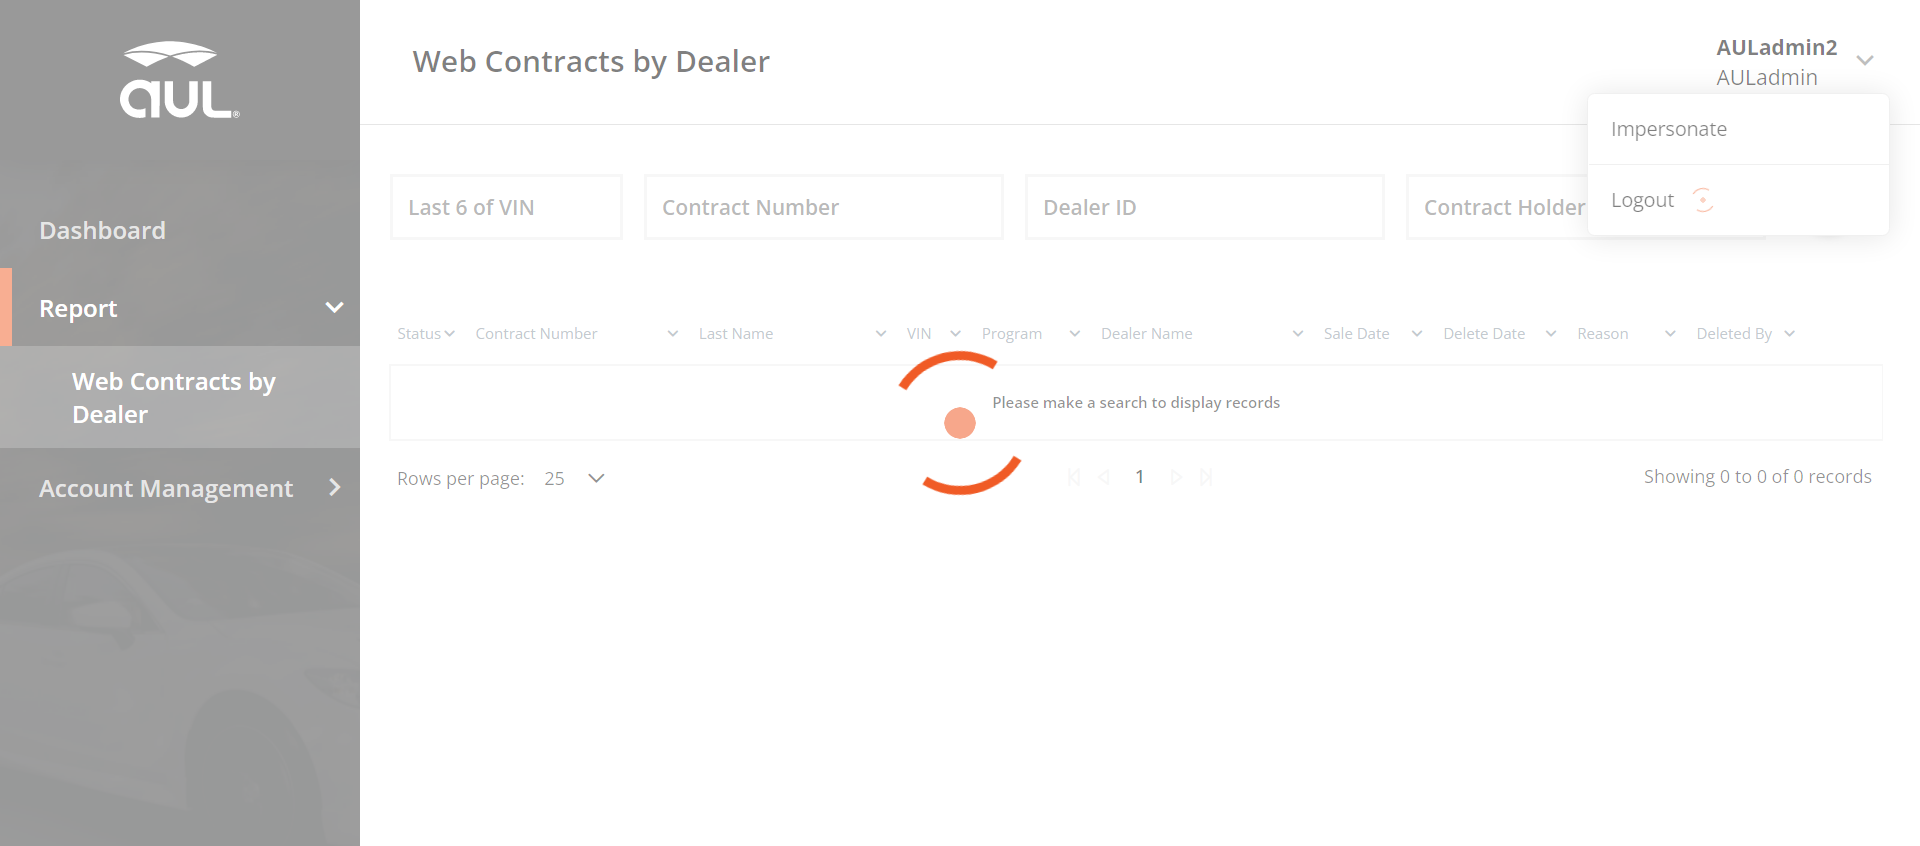 aul®
Dashboard
Report
Web Contracts by
Dealer
Account Management
Web Contracts by Dealer
AULadmin2
AULadmin
Impersonate
Logout
Last 6 of VIN
Contract Number
Dealer ID
Contract Holder
Status
Contract Number
Last Name
VIN
Program
Dealer Name
Sale Date
Delete Date
Reason
Deleted By
Please make a search to display records
Rows per page: 25
1
Showing 0 to 0 of 0 records